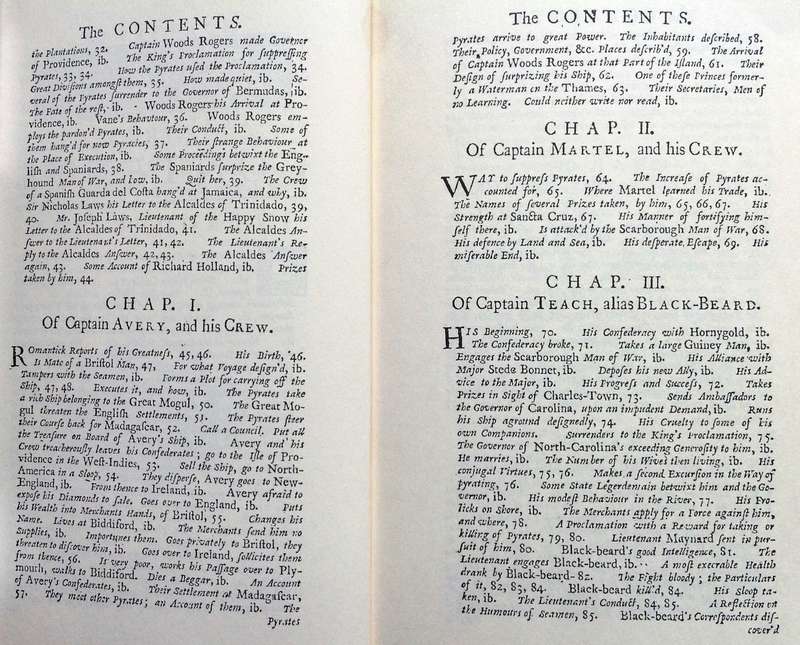 The CONTENTS.
the Plantations, 32. Captain Woods Rogers made Governor
of Providence, ib. The King's Proclamation for ſuppreſſing
Pyrates, 33, 34. How the Pyrates uſed the Proclamation, 34.
Great Diviſions amongſt them, 35. How made quiet, ib. Se-
veral of the Pyrates ſurrender to the Governor of Bermudas, ib.
The Fate of the reſt, ib. Woods Rogers his Arrival at Pro-
vidence, ib. Vane's Behaviour, 36. Woods Rogers em-
ploys the pardon'd Pyrates, ib. Their Conduct, ib. Some of
them hang'd for new Pyracies, 37. Their ſtrange Behaviour at
the Place of Execution, ib. Some Proceedings betwixt the Eng-
liſh and Spaniards, 38. The Spaniards ſurprize the Grey-
hound Man of War, and how, ib. Quit her, 39. The Crew
of a Spaniſh Guarda del Coſta hang'd at Jamaica, and why, ib.
Sir Nicholas Laws his Letter to the Alcaldes of Trinidado, 39,
40. Mr. Joſeph Laws, Lieutenant of the Happy Snow his
Letter to the Alcaldes of Trinidado, 41. The Alcaldes An-
ſwer to the Lieutenant's Letter, 41, 42. The Lieutenant's Re-
ply to the Alcaldes Anſwer, 42, 43. The Alcaldes Anſwer
again, 43. Some Account of Richard Holland, ib. Prizes
taken by him, 44.
CHAP. I.
Of Captain AVERY, and his CREW.
ROmantick Reports of his Greatneſs, 45, 46. His Birth, 46.
Is Mate of a Briſtol Man, 47, For what Voyage deſign'd, ib.
Tampers with the Seamen, ib. Forms a Plot for carrying off the
Ship, 47, 48. Executes it, and how, ib. The Pyrates take
a rich Ship belonging to the Great Mogul, 50. The Great Mo-
gul threaten the Engliſh Settlements, 51. The Pyrates ſteer
their Courſe back for Madagaſcar, 52. Call a Council. Put all
the Treaſure on Board of Avery's Ship, ib. Avery and his
Crew treacherouſly leaves his Confederates; go to the Iſle of Pro-
vidence in the Weſt-Indies, 53. Sell the Ship, go to North-
America in a Sloop, 54. They diſperſe, Avery goes to New-
England, ib. From thence to Ireland, ib. Avery afraid to
expoſe his Diamonds to ſale. Goes over to England, ib. Puts
his Wealth into Merchants Hands, of Briſtol, 55. Changes his
Name. Lives at Biddiford, ib. The Merchants ſend him no
Supplies, ib. Importunes them. Goes privately to Briſtol, they
threaten to diſcover him, ib. Goes over to Ireland, ſollicites them
from thence, 56. Is very poor, works his Paſſage over to Ply-
mouth, walks to Biddiford. Dies a Beggar, ib. An Account
of Avery's Confederates, ib. Their Settlement at Madagaſcar,
57. They meet other Pyrates; an Account of them, ib. The
Pyrates
The CONTENTS.
Pyrates arrive to great Power. The Inhabitants deſcribed, 58.
Their Policy, Government, &c. Places deſcrib'd, 59. The Arrival
of Captain Woods Rogers at that Part of the Iſland, 61. Their
Deſign of ſurprizing his Ship, 62. One of theſe Princes former-
ly a Waterman on the Thames, 63. Their Secretaries, Men of
no Learning. Could neither write nor read, ib.
CHAP. II.
Of Captain MARTEL, and his CREW.
WAY to ſuppreſs Pyrates, 64. The Increaſe of Pyrates ac-
counted for, 65. Where Martel learned his Trade, ib.
The Names of ſeveral Prizes taken, by him, 65, 66, 67. His
Strength at Sancta Cruz, 67. His Manner of fortifying him-
ſelf there, ib. Is attack'd by the Scarborough Man of War, 68.
His defence by Land and Sea, ib. His deſperate Eſcape, 69. His
miſerable End, ib.
CHAP. III.
Of Captain TEACH, alias BLACK-BEARD.
HIS Beginning, 70. His Confederacy with Hornygold, ib.
The Confederacy broke, 71. Takes a large Guiney Man, ib.
Engages the Scarborough Man of War, ib. His Alliance with
Major Stede Bonnet, ib. Depoſes his new Ally, ib. His Ad-
vice to the Major, ib. His Progreſs and Succeſs, 72. Takes
Prizes in Sight of Charles-Town, 73. Sends Ambaſſadors to
the Governor of Carolina, upon an impudent Demand, ib. Runs
his Ship aground deſignedly, 74. His Cruelty to ſome of his
own Companions. Surrenders to the King's Proclamation, 75.
The Governor of North-Carolina's exceeding Generoſity to him, ib.
He marries, ib. The Number of his Wives then living, ib. His
conjugal Virtues, 75, 76. Makes a ſecond Excurſion in the Way of
pyrating, 76. Some State Legerdemain betwixt him and the Go-
vernor, ib. His modeſt Behaviour in the River, 77. His Fro-
licks on Shore, ib. The Merchants apply for a Force againſt him,
and where, 78. A Proclamation with a Reward for taking or
killing of Pyrates, 79, 80. Lieutenant Maynard ſent in pur-
ſuit of him, 80. Black-beard's good Intelligence, 81. The
Lieutenant engages Black-beard, ib. A moſt execrable Health
drank by Black-beard 82. The Fight bloody; the Particulars
of it, 82, 83, 84. Black-beard kill'd, 84. His Sloop ta-
ken, ib. The Lieutenant's Conduct, 84, 85. A Reflection on
the Humours of Seamen, 85. Black-beard's Correſpondents diſ-
cover'd